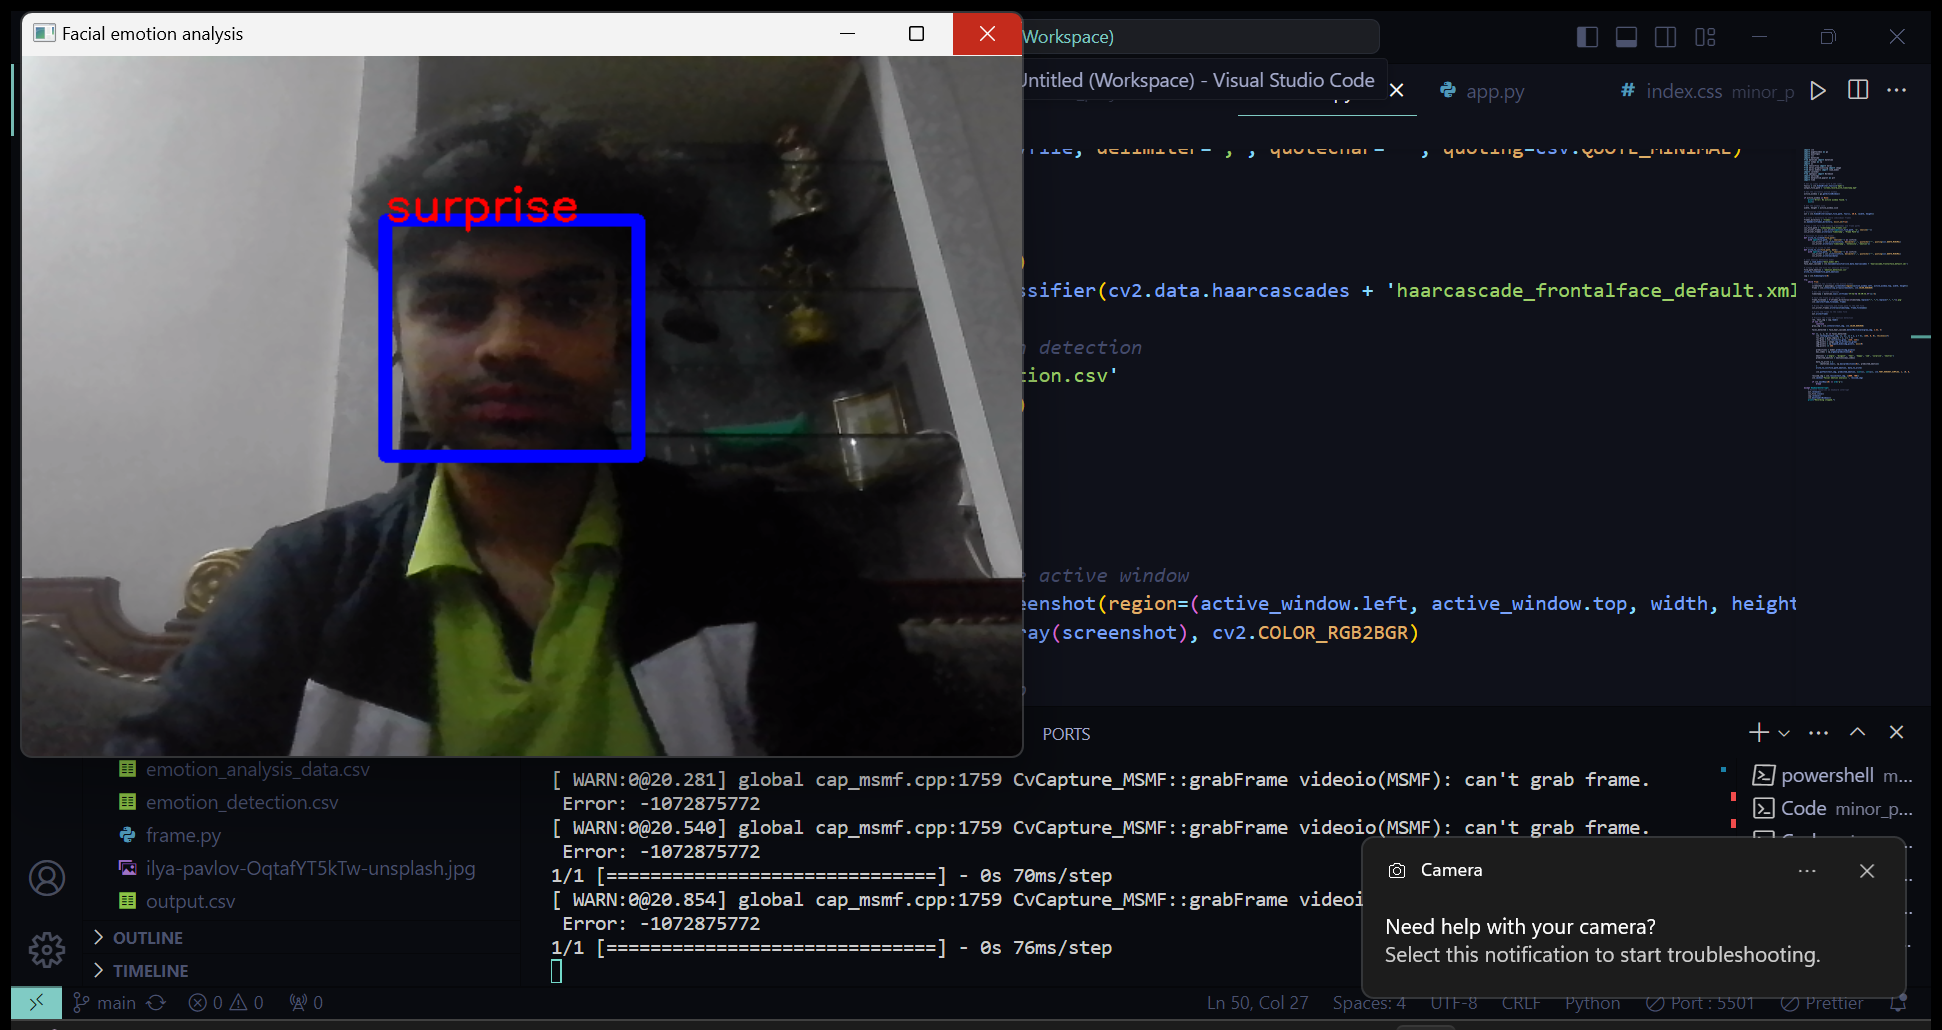 Facial emotion analysis
surprise
Workspace)
Untitled (Workspace) - Visual Studio Code
app.py
index.css minor_p
quoting=csv.QUOTE_MINIMAL)
)
ssifier(cv2.data.haarcascades + 'haarcascade_frontalface_default.xml
detection
tion.csv'
)
active window
eenshot(region=(active_window.left, active_window.top, width, height
ray(screenshot), cv2.COLOR_RGB2BGR)
PORTS
emotion_analysis_data.csv
emotion_detection.csv
frame.py
ilya-pavlov-OqtafYT5kTw-unsplash.jpg
output.csv
OUTLINE
TIMELINE
[ WARN:0@20.281] global cap_msmf.cpp:1759 CvCapture_MSMF::grabFrame videoio(MSMF): can't grab frame.
Error: -1072875772
[ WARN:0@20.540] global cap_msmf.cpp:1759 CvCapture_MSMF::grabFrame videoio(MSMF): can't grab frame.
Error: -1072875772
1/1 [==============================] - 0s 70ms/step
[ WARN:0@20.854] global cap_msmf.cpp:1759 CvCapture_MSMF::grabFrame videoi
Error: -1072875772
1/1 [==============================] - 0s 76ms/step
powershell m...
Code minor_p...
Camera
Need help with your camera?
Select this notification to start troubleshooting.
main 0 0 0
Ln 50, Col 27 Spaces: 4 UTF-8 CRLF Python Port : 5501 Prettier